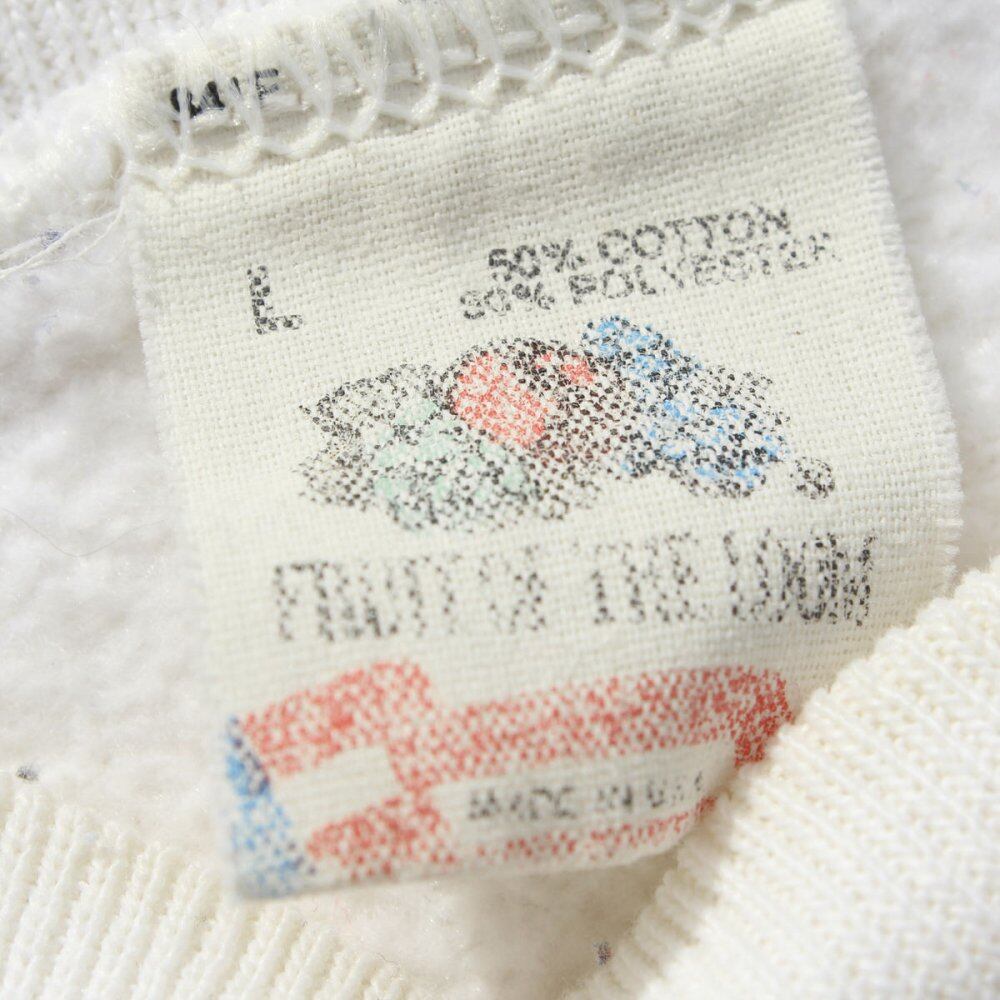 L
50% COTTON
50% POLYESTER
FRUIT OF THE LOOM
MADE IN U.S.A.